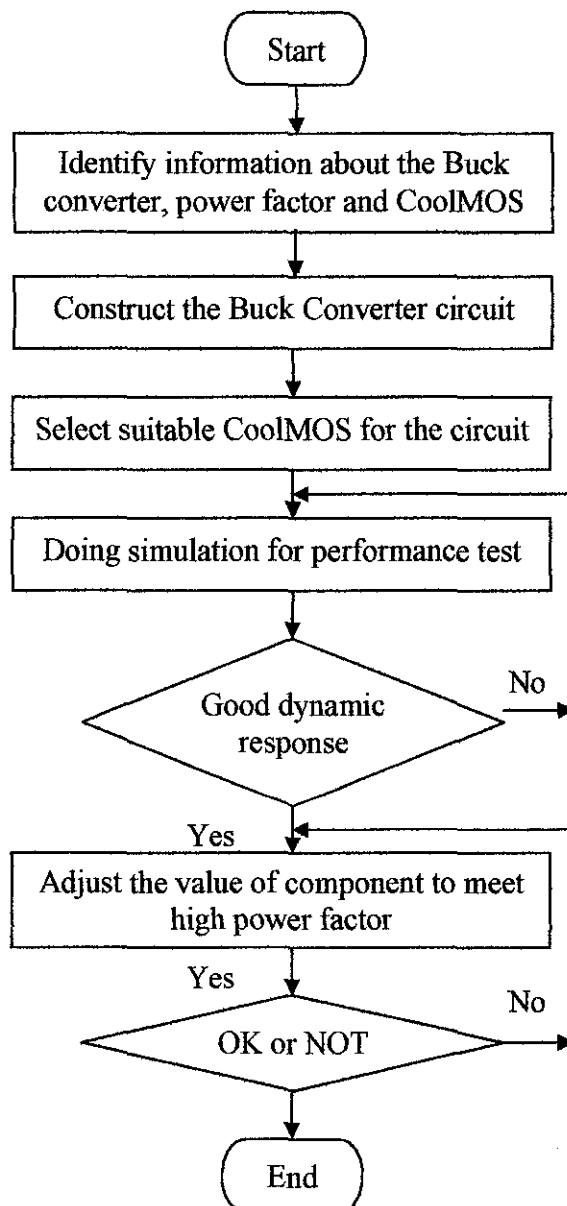 Start
Identify information about the Buck
converter, power factor and CoolMOS
Construct the Buck Converter circuit
Select suitable CoolMOS for the circuit
Doing simulation for performance test
Good dynamic
response
No
Yes
Adjust the value of component to meet
high power factor
Yes
No
OK or NOT
End